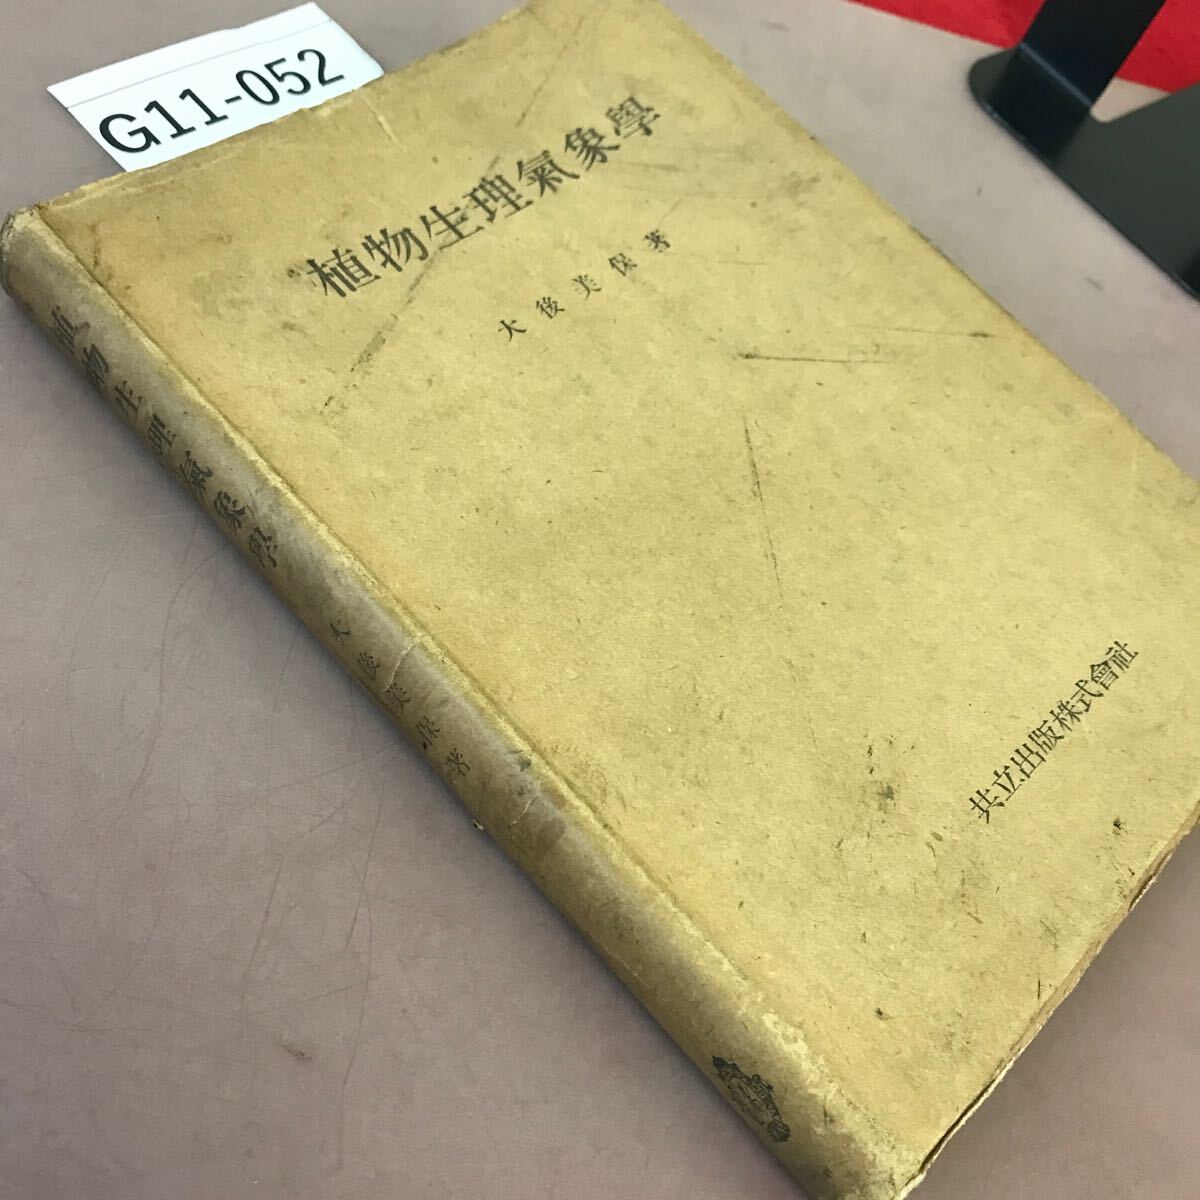 G11-052
植物生理氣象學
大後美保著
共立出版株式會社
植物生理氣象學
大後美保著